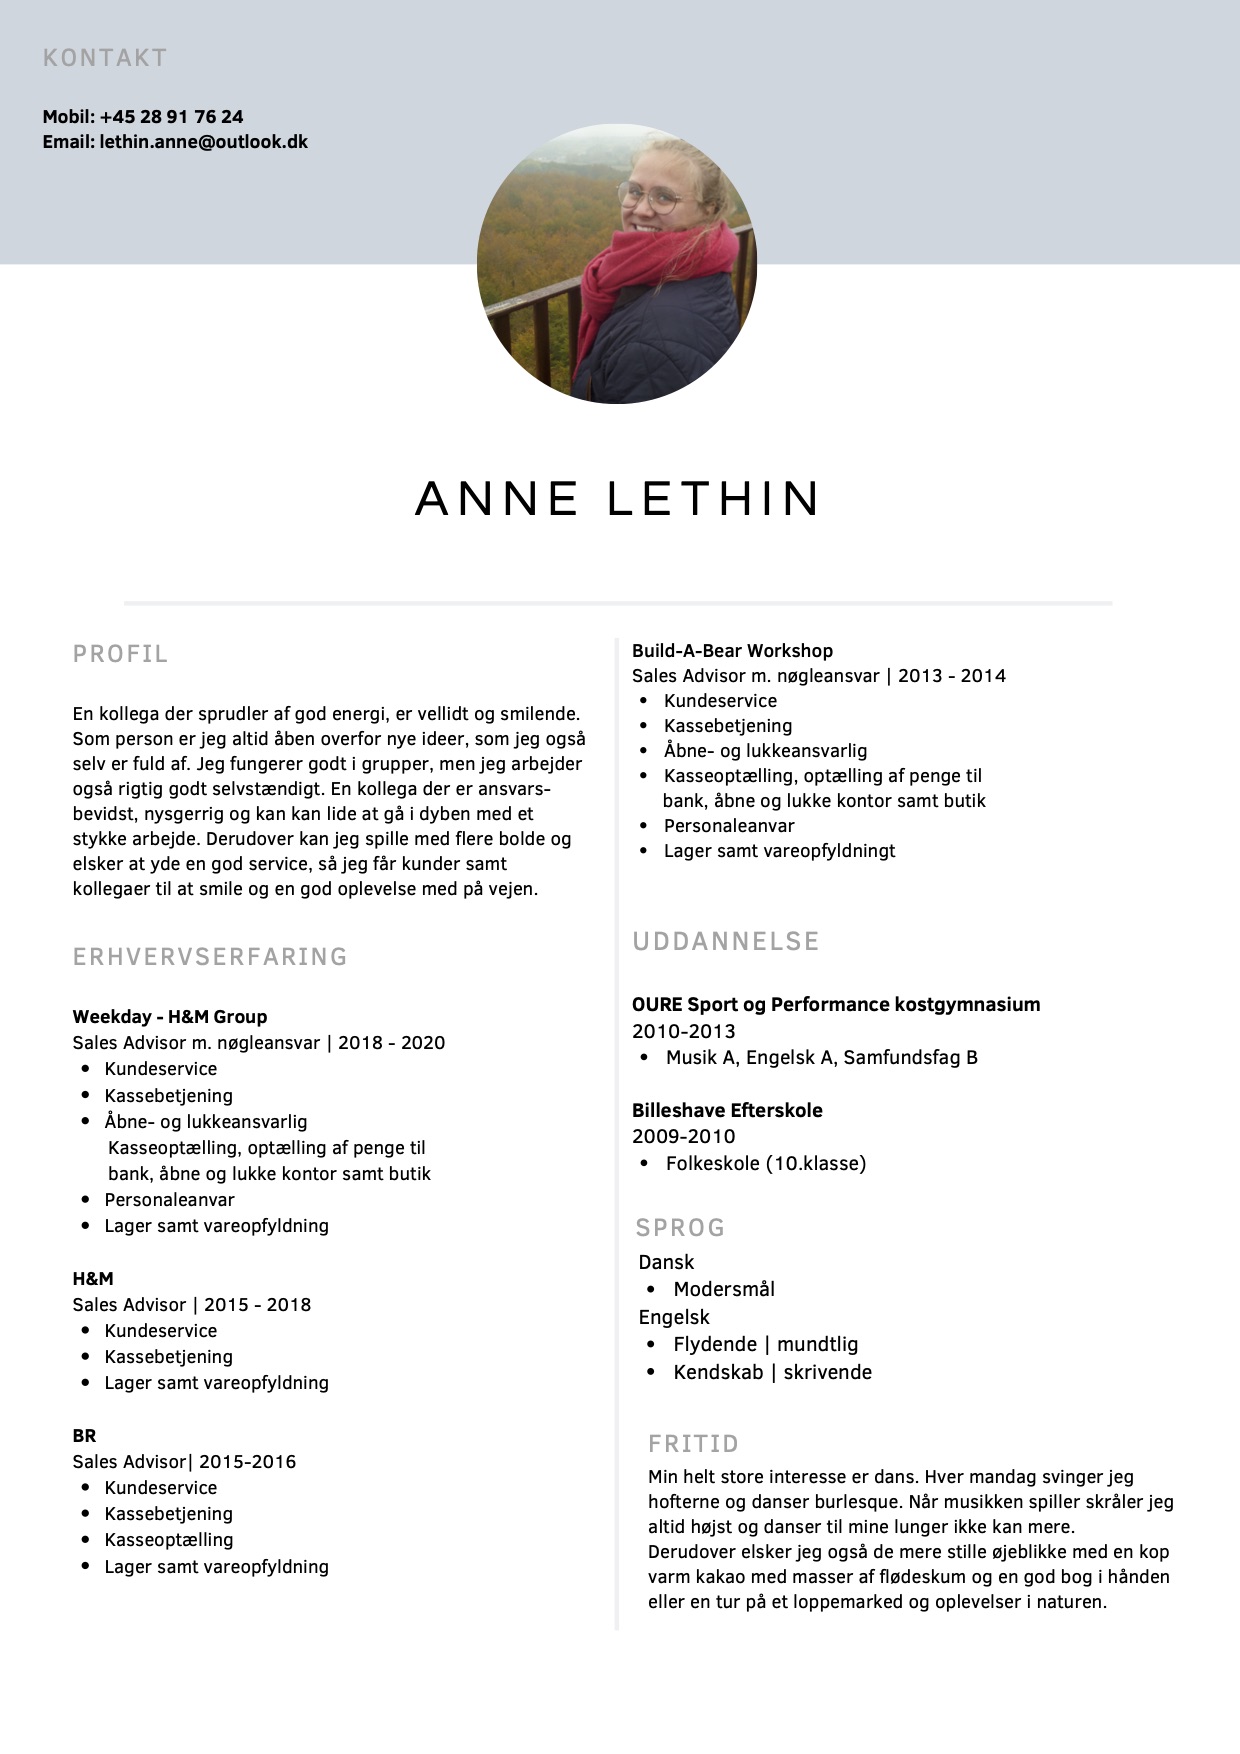 KONTAKT
Mobil: +45 28 91 76 24
Email: lethin.anne@outlook.dk
ANNE LETHIN
PROFIL
En kollega der sprudler af god energi, er vellidt og smilende.
Som person er jeg altid åben overfor nye ideer, som jeg også
selv er fuld af. Jeg fungerer godt i grupper, men jeg arbejder
også rigtig godt selvstændigt. En kollega der er ansvars-
bevidst, nysgerrig og kan kan lide at gå i dyben med et
stykke arbejde. Derudover kan jeg spille med flere bolde og
elsker at yde en god service, så jeg får kunder samt
kollegaer til at smile og en god oplevelse med på vejen.
ERHVERVSERFARING
Weekday - H&M Group
Sales Advisor m. nøgleansvar | 2018 - 2020
• Kundeservice
• Kassebetjening
• Åbne- og lukkeansvarlig
Kasseoptælling, optælling af penge til
bank, åbne og lukke kontor samt butik
• Personaleanvar
• Lager samt vareopfyldning
H&M
Sales Advisor | 2015 - 2018
• Kundeservice
• Kassebetjening
• Lager samt vareopfyldning
BR
Sales Advisor| 2015-2016
• Kundeservice
• Kassebetjening
• Kasseoptælling
• Lager samt vareopfyldning
Build-A-Bear Workshop
Sales Advisor m. nøgleansvar | 2013 - 2014
• Kundeservice
• Kassebetjening
• Åbne- og lukkeansvarlig
• Kasseoptælling, optælling af penge til
bank, åbne og lukke kontor samt butik
• Personaleanvar
• Lager samt vareopfyldningt
UDDANNELSE
OURE Sport og Performance kostgymnasium
2010-2013
• Musik A, Engelsk A, Samfundsfag B
Billeshave Efterskole
2009-2010
• Folkeskole (10.klasse)
SPROG
Dansk
• Modersmål
Engelsk
• Flydende | mundtlig
• Kendskab | skrivende
FRITID
Min helt store interesse er dans. Hver mandag svinger jeg
hofterne og danser burlesque. Når musikken spiller skråler jeg
altid højst og danser til mine lunger ikke kan mere.
Derudover elsker jeg også de mere stille øjeblikke med en kop
varm kakao med masser af flødeskum og en god bog i hånden
eller en tur på et loppemarked og oplevelser i naturen.